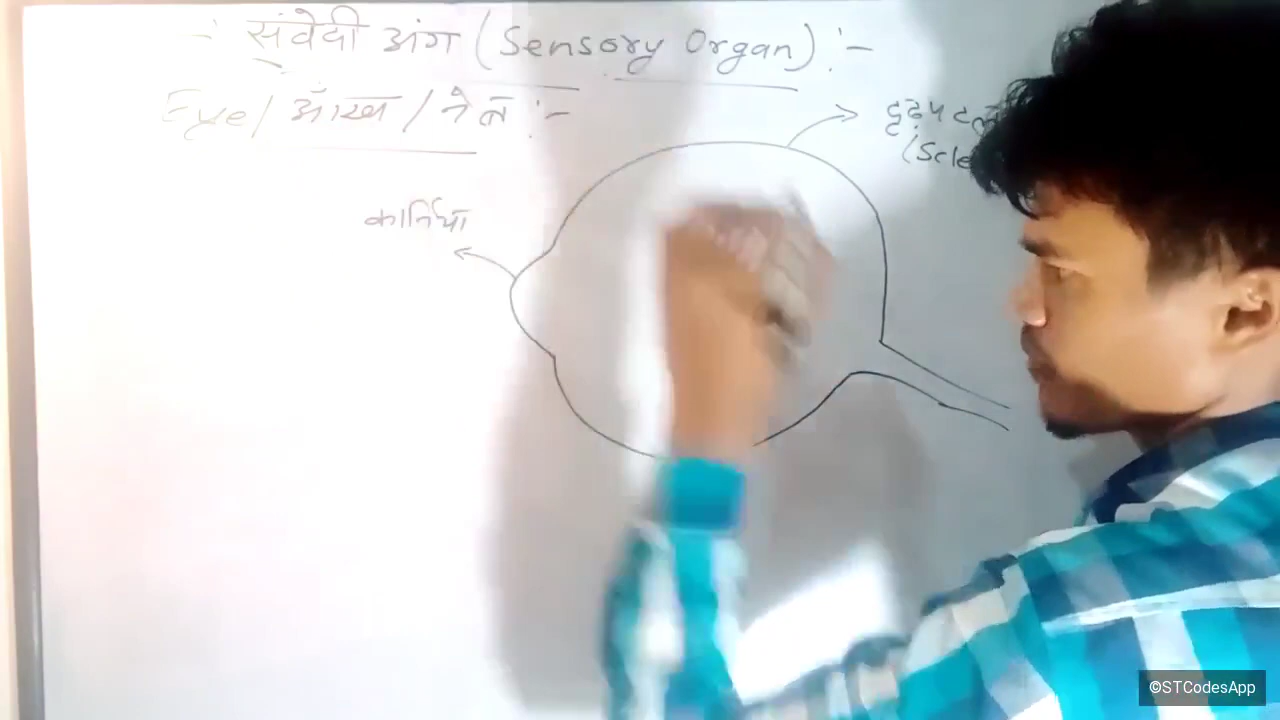 :- संवेदी अंग (Sensory Organ) :-
Eye/ आँख / नेत्र :-
दृढ़पटल
(Scle
कार्निया
©STCodesApp